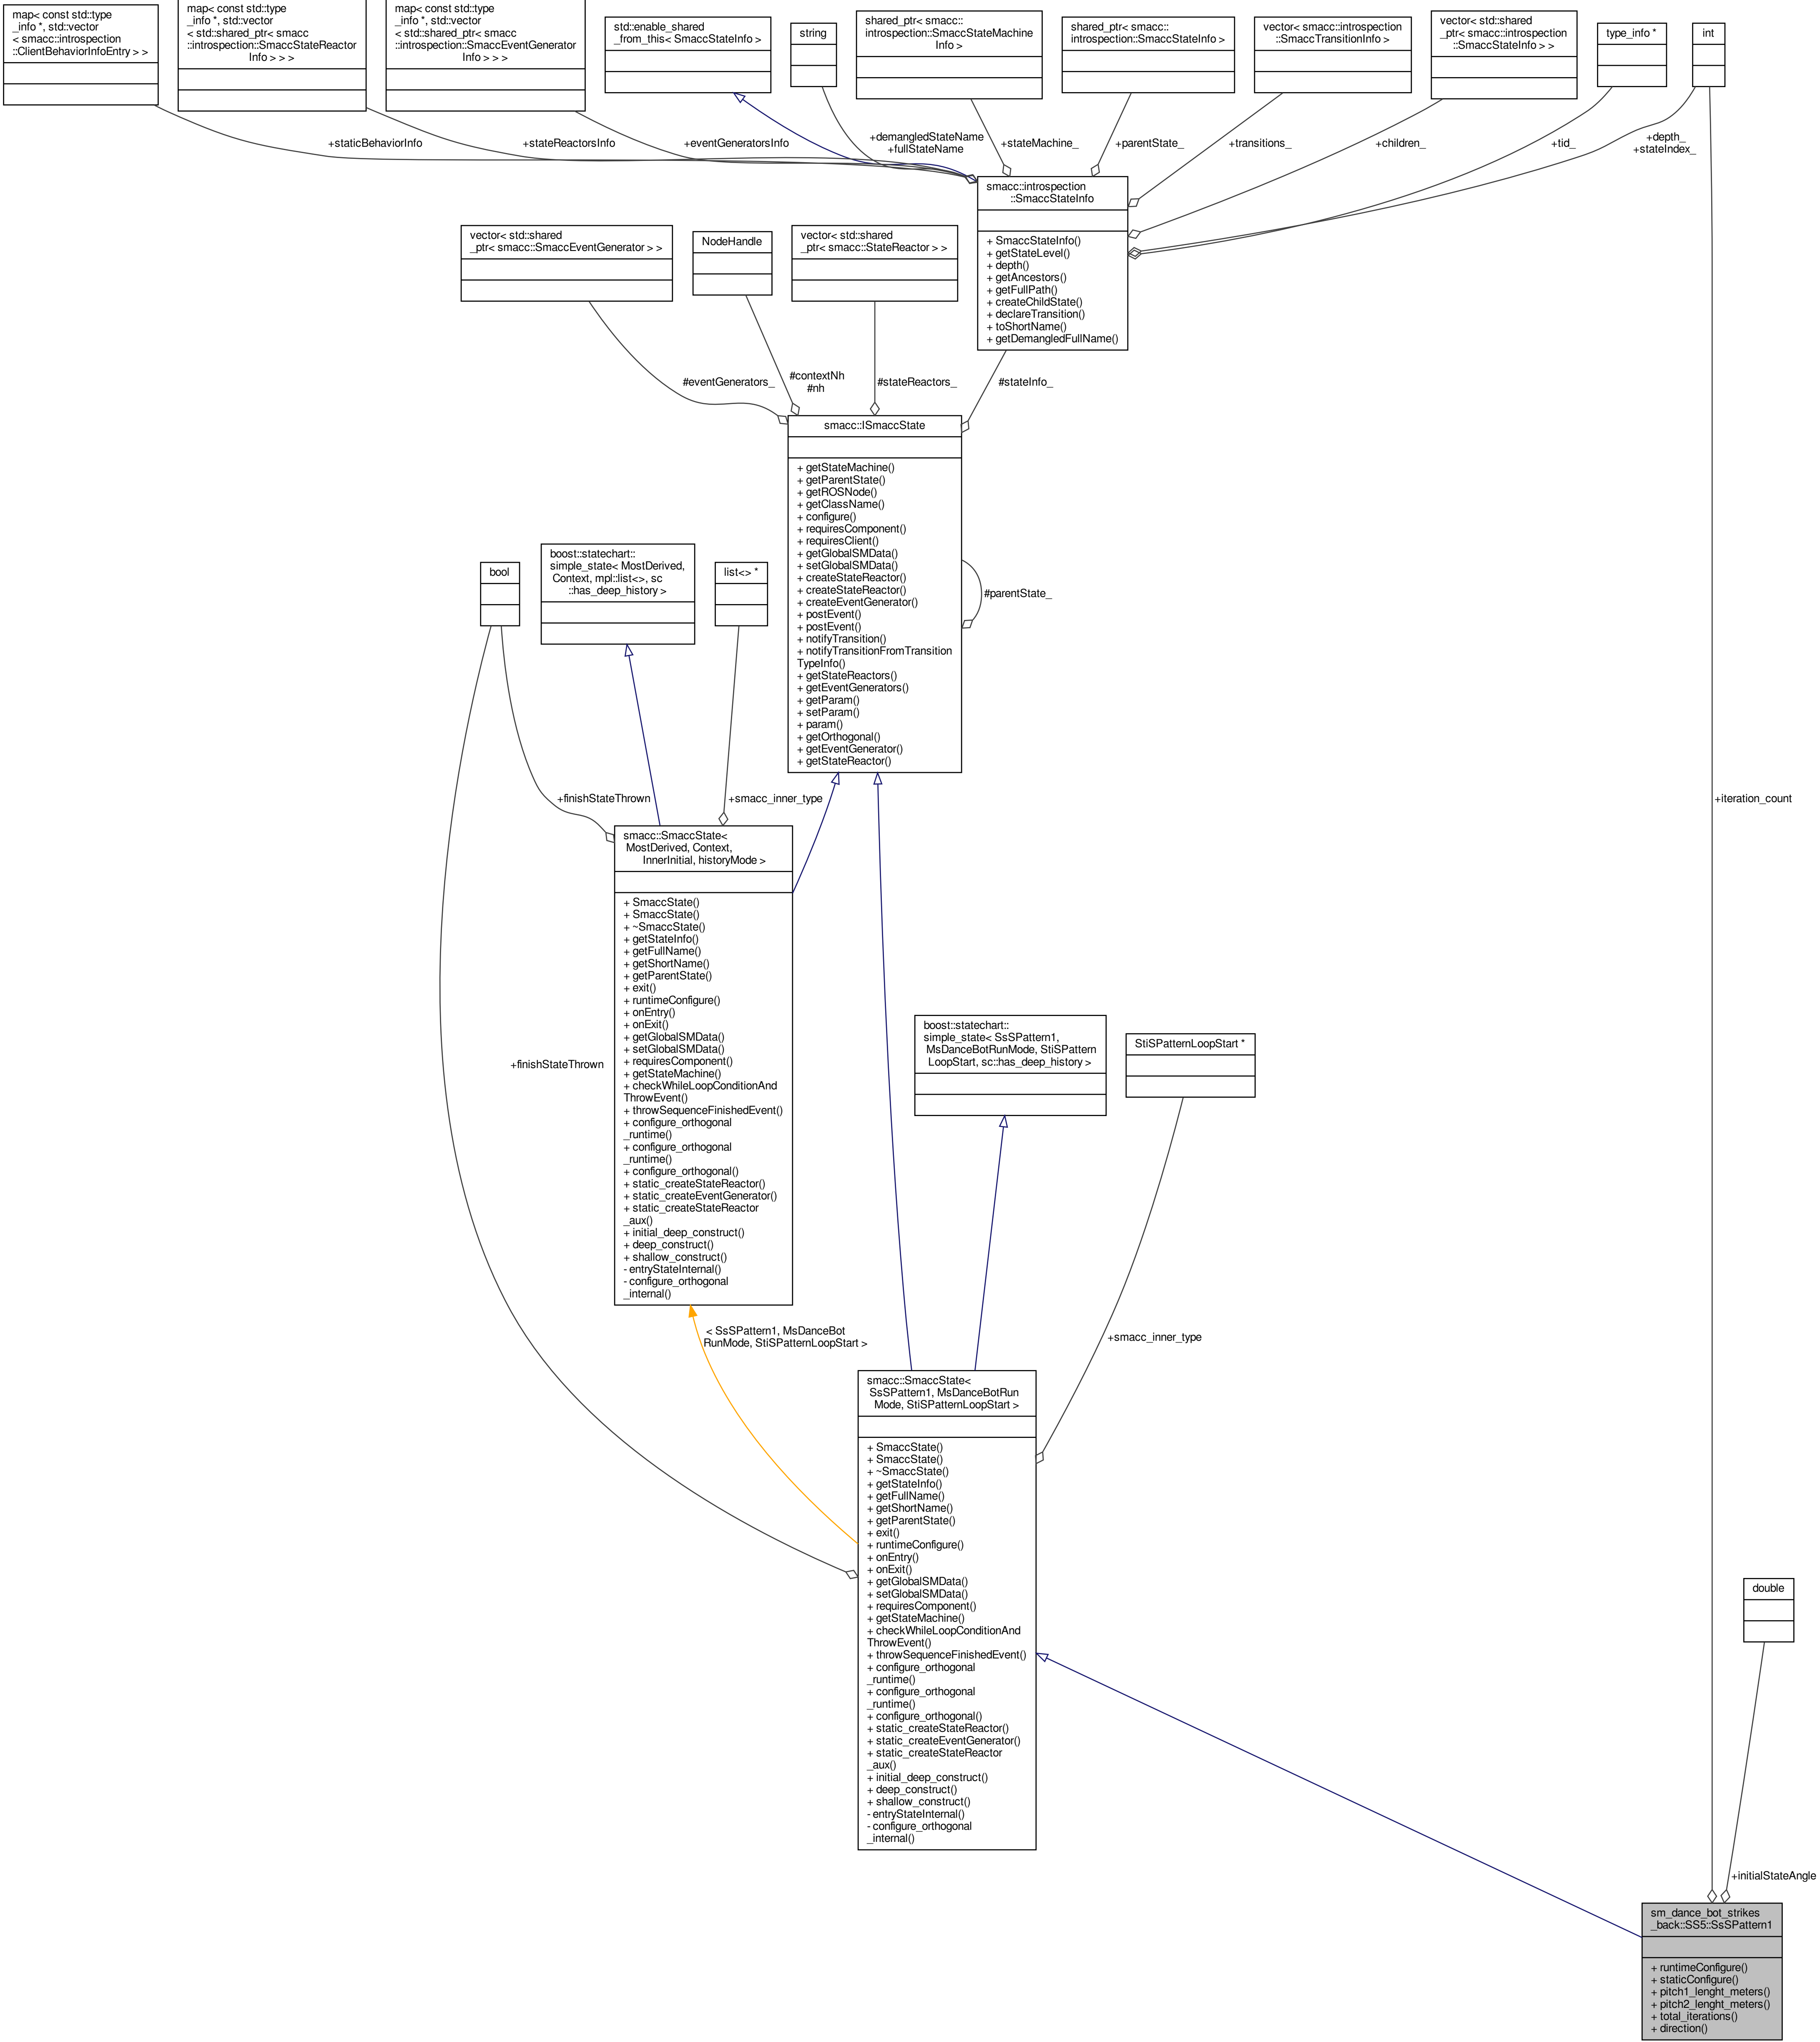 map< const std::type
_info *, std::vector
< smacc::introspection
::ClientBehaviorInfoEntry > >
map< const std::type
_info *, std::vector
< std::shared_ptr< smacc
::introspection::SmaccStateReactor
Info > > >
map< const std::type
_info *, std::vector
< std::shared_ptr< smacc
::introspection::SmaccEventGenerator
Info > > >
std::enable_shared
_from_this< SmaccStateInfo >
string
shared_ptr< smacc::
introspection::SmaccStateMachine
Info >
shared_ptr< smacc::
introspection::SmaccStateInfo >
vector< smacc::introspection
::SmaccTransitionInfo >
vector< std::shared
_ptr< smacc::introspection
::SmaccStateInfo > >
type_info *
int
+staticBehaviorInfo
+stateReactorsInfo
+eventGeneratorsInfo
+demangledStateName
+fullStateName
+stateMachine_
+parentState_
+transitions_
+children_
+tid_
+depth_
+stateIndex_
smacc::introspection
::SmaccStateInfo
+ SmaccStateInfo()
+ getStateLevel()
+ depth()
+ getAncestors()
+ getFullPath()
+ createChildState()
+ declareTransition()
+ toShortName()
+ getDemangledFullName()
vector< std::shared
_ptr< smacc::SmaccEventGenerator > >
NodeHandle
vector< std::shared
_ptr< smacc::StateReactor > >
#eventGenerators_
#contextNh
#nh
#stateReactors_
#stateInfo_
smacc::ISmaccState
+ getStateMachine()
+ getParentState()
+ getROSNode()
+ getClassName()
+ configure()
+ requiresComponent()
+ requiresClient()
+ getGlobalSMData()
+ setGlobalSMData()
+ createStateReactor()
+ createStateReactor()
+ createEventGenerator()
+ postEvent()
+ postEvent()
+ notifyTransition()
+ notifyTransitionFromTransition
TypeInfo()
+ getStateReactors()
+ getEventGenerators()
+ getParam()
+ setParam()
+ param()
+ getOrthogonal()
+ getEventGenerator()
+ getStateReactor()
#parentState_
bool
boost::statechart::
simple_state< MostDerived,
Context, mpl::list<>, sc
::has_deep_history >
list<> *
+finishStateThrown
+smacc_inner_type
+iteration_count
smacc::SmaccState<
MostDerived, Context,
InnerInitial, historyMode >
+ SmaccState()
+ SmaccState()
+ ~SmaccState()
+ getStateInfo()
+ getFullName()
+ getShortName()
+ getParentState()
+ exit()
+ runtimeConfigure()
+ onEntry()
+ onExit()
+ getGlobalSMData()
+ setGlobalSMData()
+ requiresComponent()
+ getStateMachine()
+ checkWhileLoopConditionAnd
ThrowEvent()
+ throwSequenceFinishedEvent()
+ configure_orthogonal
_runtime()
+ configure_orthogonal
_runtime()
+ configure_orthogonal()
+ static_createStateReactor()
+ static_createEventGenerator()
+ static_createStateReactor
_aux()
+ initial_deep_construct()
+ deep_construct()
+ shallow_construct()
- entryStateInternal()
- configure_orthogonal
_internal()
+finishStateThrown
boost::statechart::
simple_state< SsSPattern1,
MsDanceBotRunMode, StiSPattern
LoopStart, sc::has_deep_history >
StiSPatternLoopStart *
< SsSPattern1, MsDanceBot
RunMode, StiSPatternLoopStart >
+smacc_inner_type
smacc::SmaccState<
SsSPattern1, MsDanceBotRun
Mode, StiSPatternLoopStart >
+ SmaccState()
+ SmaccState()
+ ~SmaccState()
+ getStateInfo()
+ getFullName()
+ getShortName()
+ getParentState()
+ exit()
+ runtimeConfigure()
+ onEntry()
+ onExit()
+ getGlobalSMData()
+ setGlobalSMData()
+ requiresComponent()
+ getStateMachine()
+ checkWhileLoopConditionAnd
ThrowEvent()
+ throwSequenceFinishedEvent()
+ configure_orthogonal
_runtime()
+ configure_orthogonal
_runtime()
+ configure_orthogonal()
+ static_createStateReactor()
+ static_createEventGenerator()
+ static_createStateReactor
_aux()
+ initial_deep_construct()
+ deep_construct()
+ shallow_construct()
- entryStateInternal()
- configure_orthogonal
_internal()
double
+initialStateAngle
sm_dance_bot_strikes
_back::SS5::SsSPattern1
+ runtimeConfigure()
+ staticConfigure()
+ pitch1_lenght_meters()
+ pitch2_lenght_meters()
+ total_iterations()
+ direction()